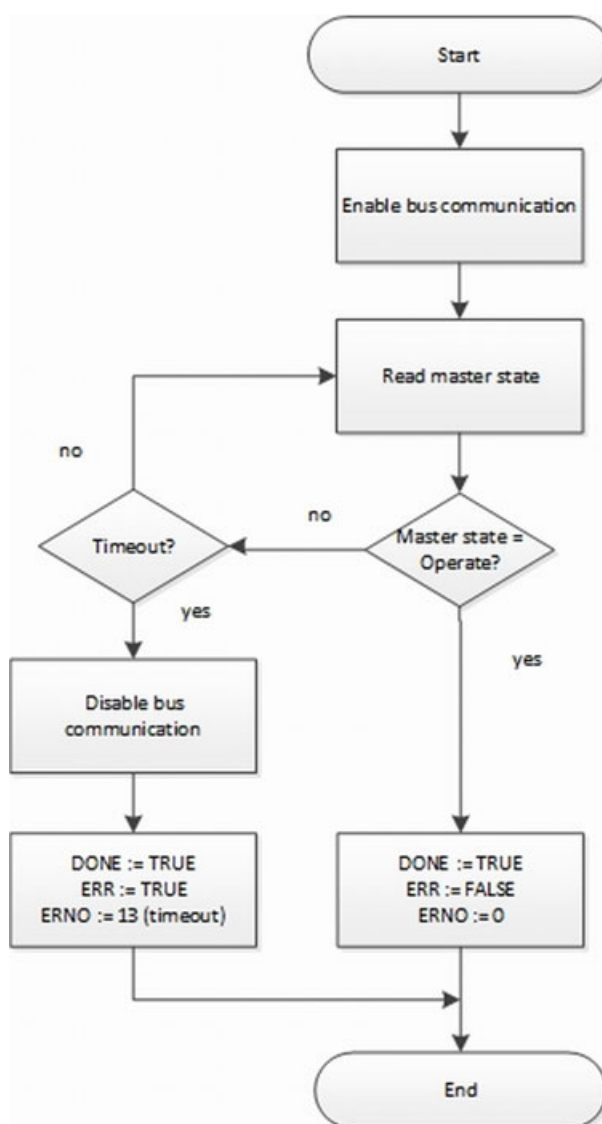 Start
Enable bus communication
Read master state
no
no
Timeout?
Master state =
Operate?
yes
yes
Disable bus
communication
DONE := TRUE
ERR := TRUE
ERNO := 13 (timeout)
DONE := TRUE
ERR := FALSE
ERNO := 0
End